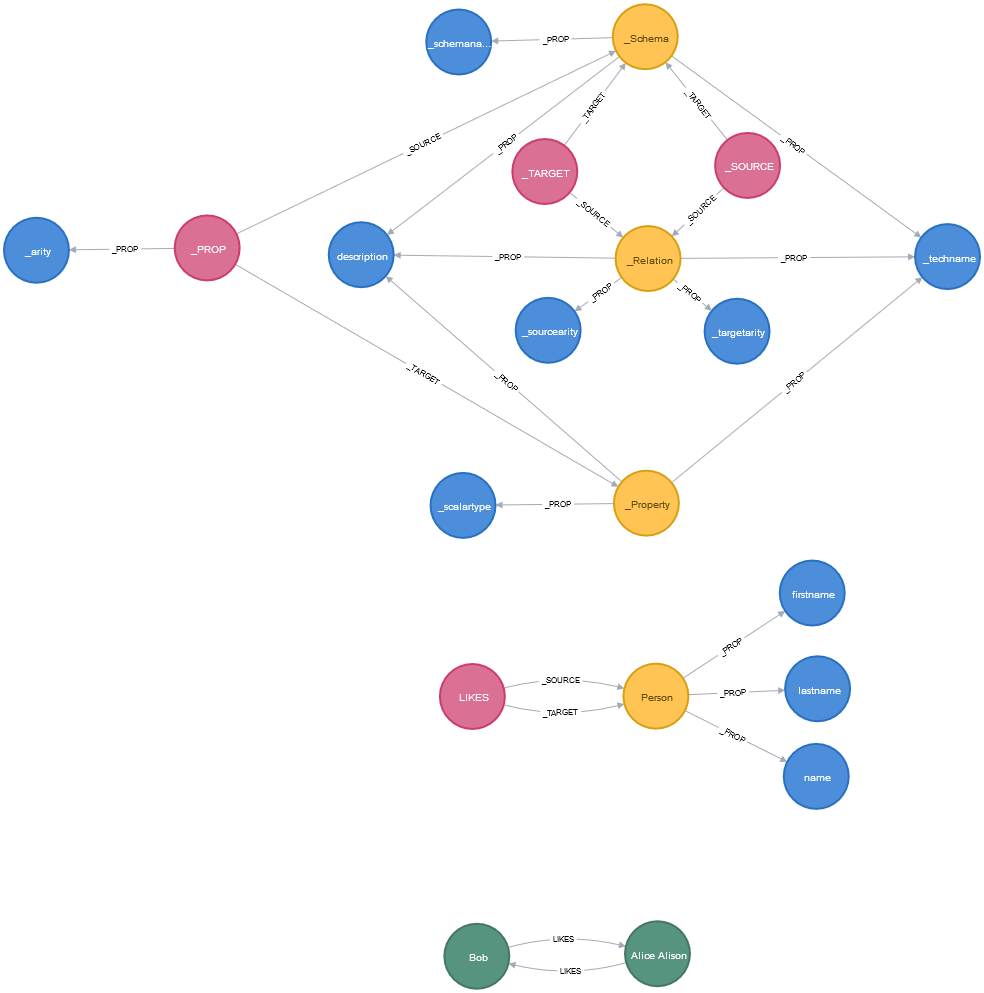 _Schema
_schemana...
_PROP
_TARGET
_TARGET
_SOURCE
_PROP
_PROP
_TARGET
_SOURCE
_SOURCE
_SOURCE
_arity
_PROP
_PROP
description
_PROP
_Relation
_PROP
_techname
_PROP
_PROP
_sourcearity
_targetarity
_TARGET
_PROP
_PROP
_scalartype
_PROP
_Property
firstname
_PROP
LIKES
_SOURCE
_TARGET
Person
_PROP
lastname
_PROP
name
Bob
LIKES
LIKES
Alice Alison